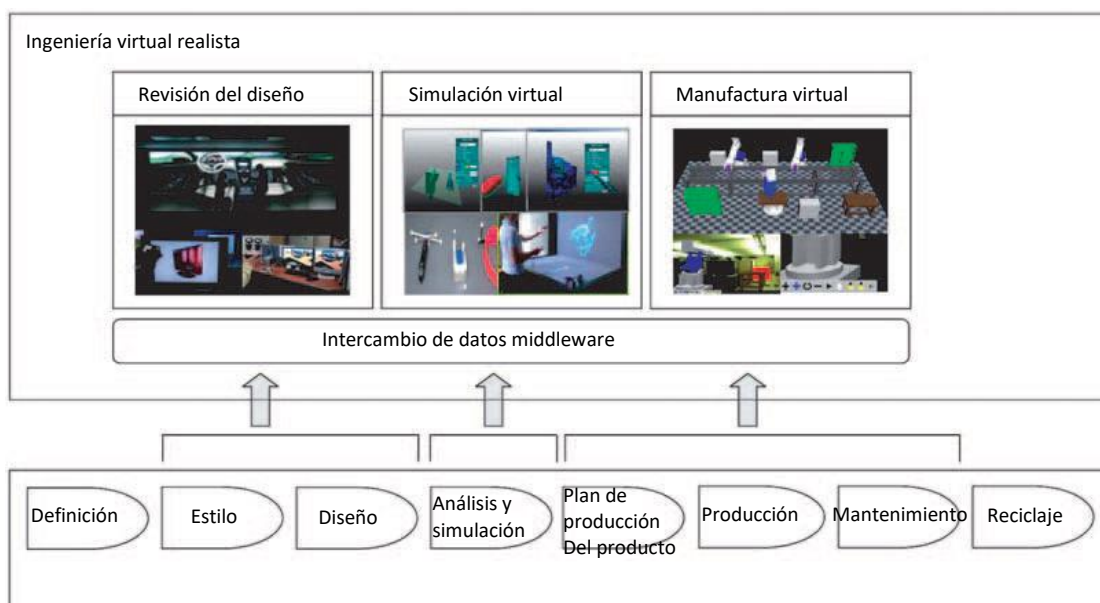 Ingeniería virtual realista
Revisión del diseño
Simulación virtual
Manufactura virtual
Intercambio de datos middleware
Definición
Estilo
Diseño
Análisis y
simulación
Plan de
producción
Del producto
Producción
Mantenimiento
Reciclaje